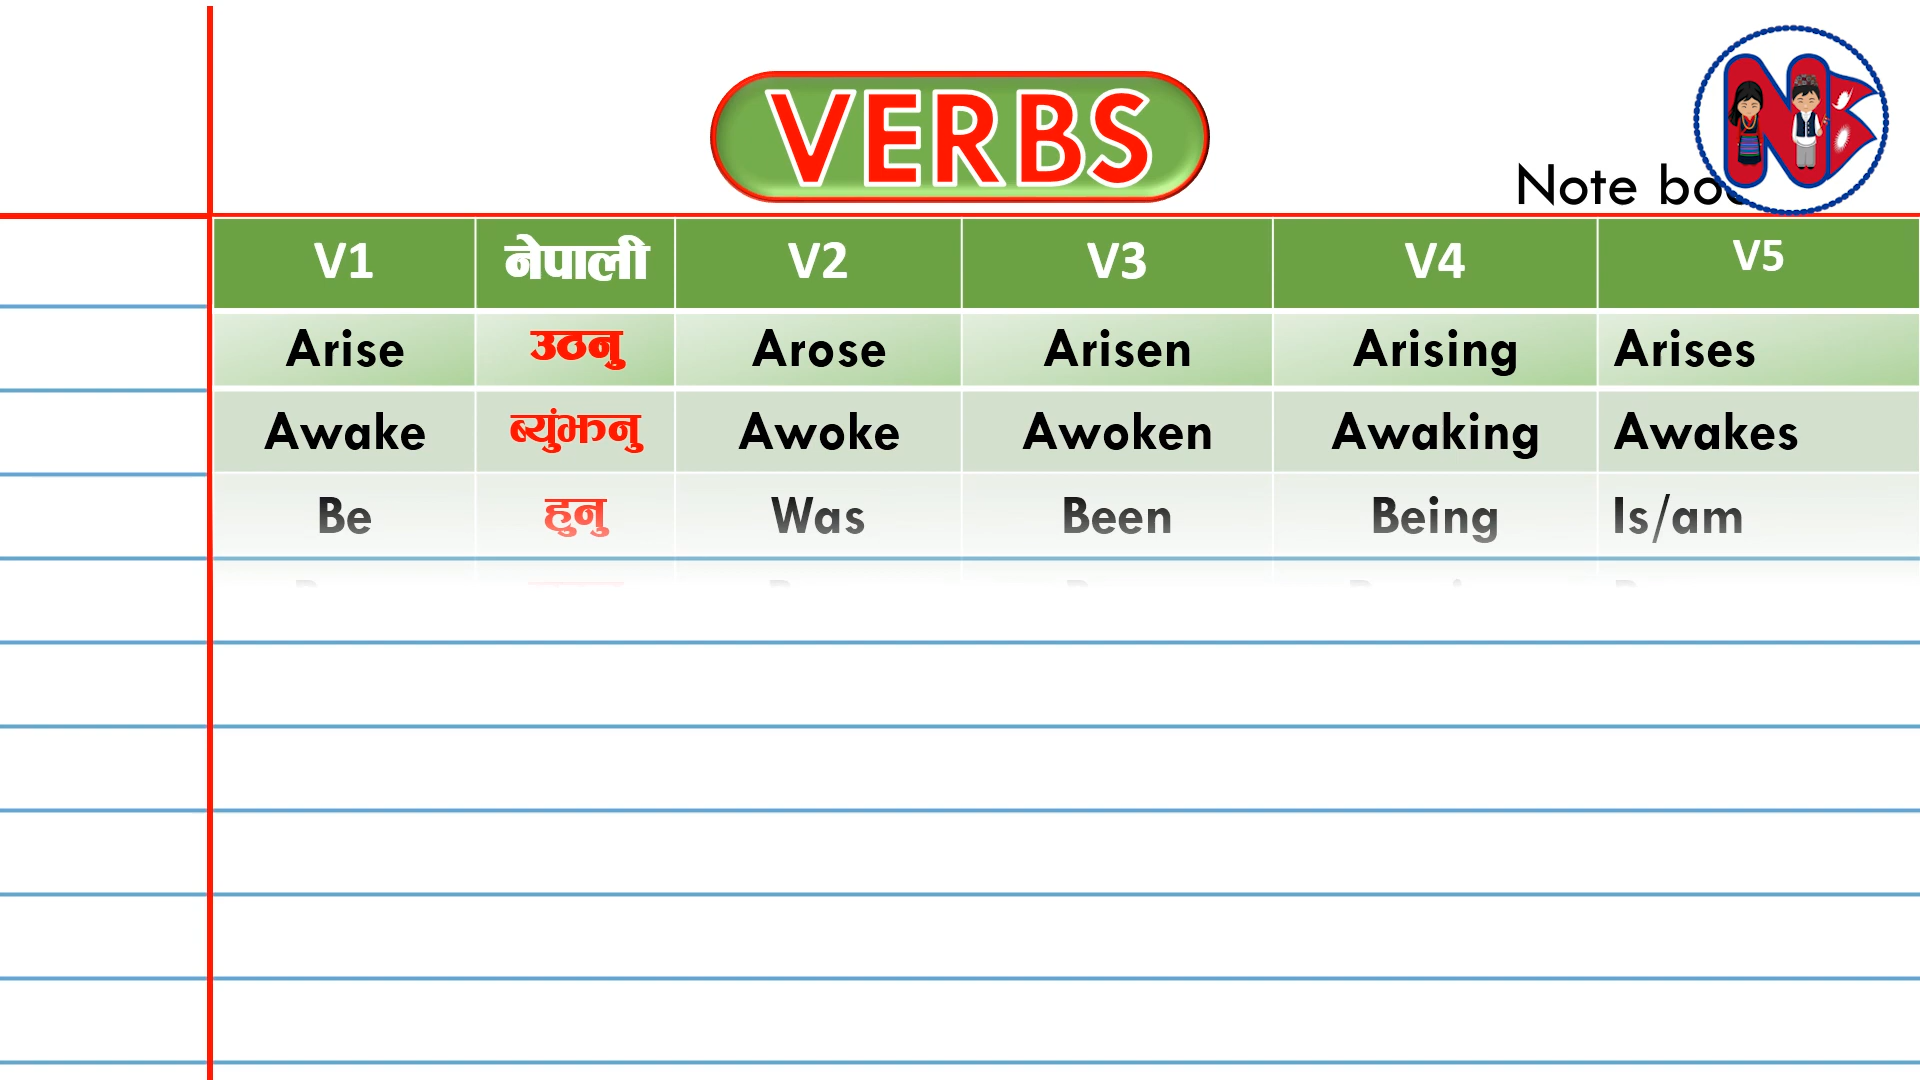 VERBS
Note bo
V1 नेपाली V2 V3 V4 V5
Arise उठनु Arose Arisen Arising Arises
Awake ब्युंझनु Awoke Awoken Awaking Awakes
Be हुनु Was Been Being Is/am